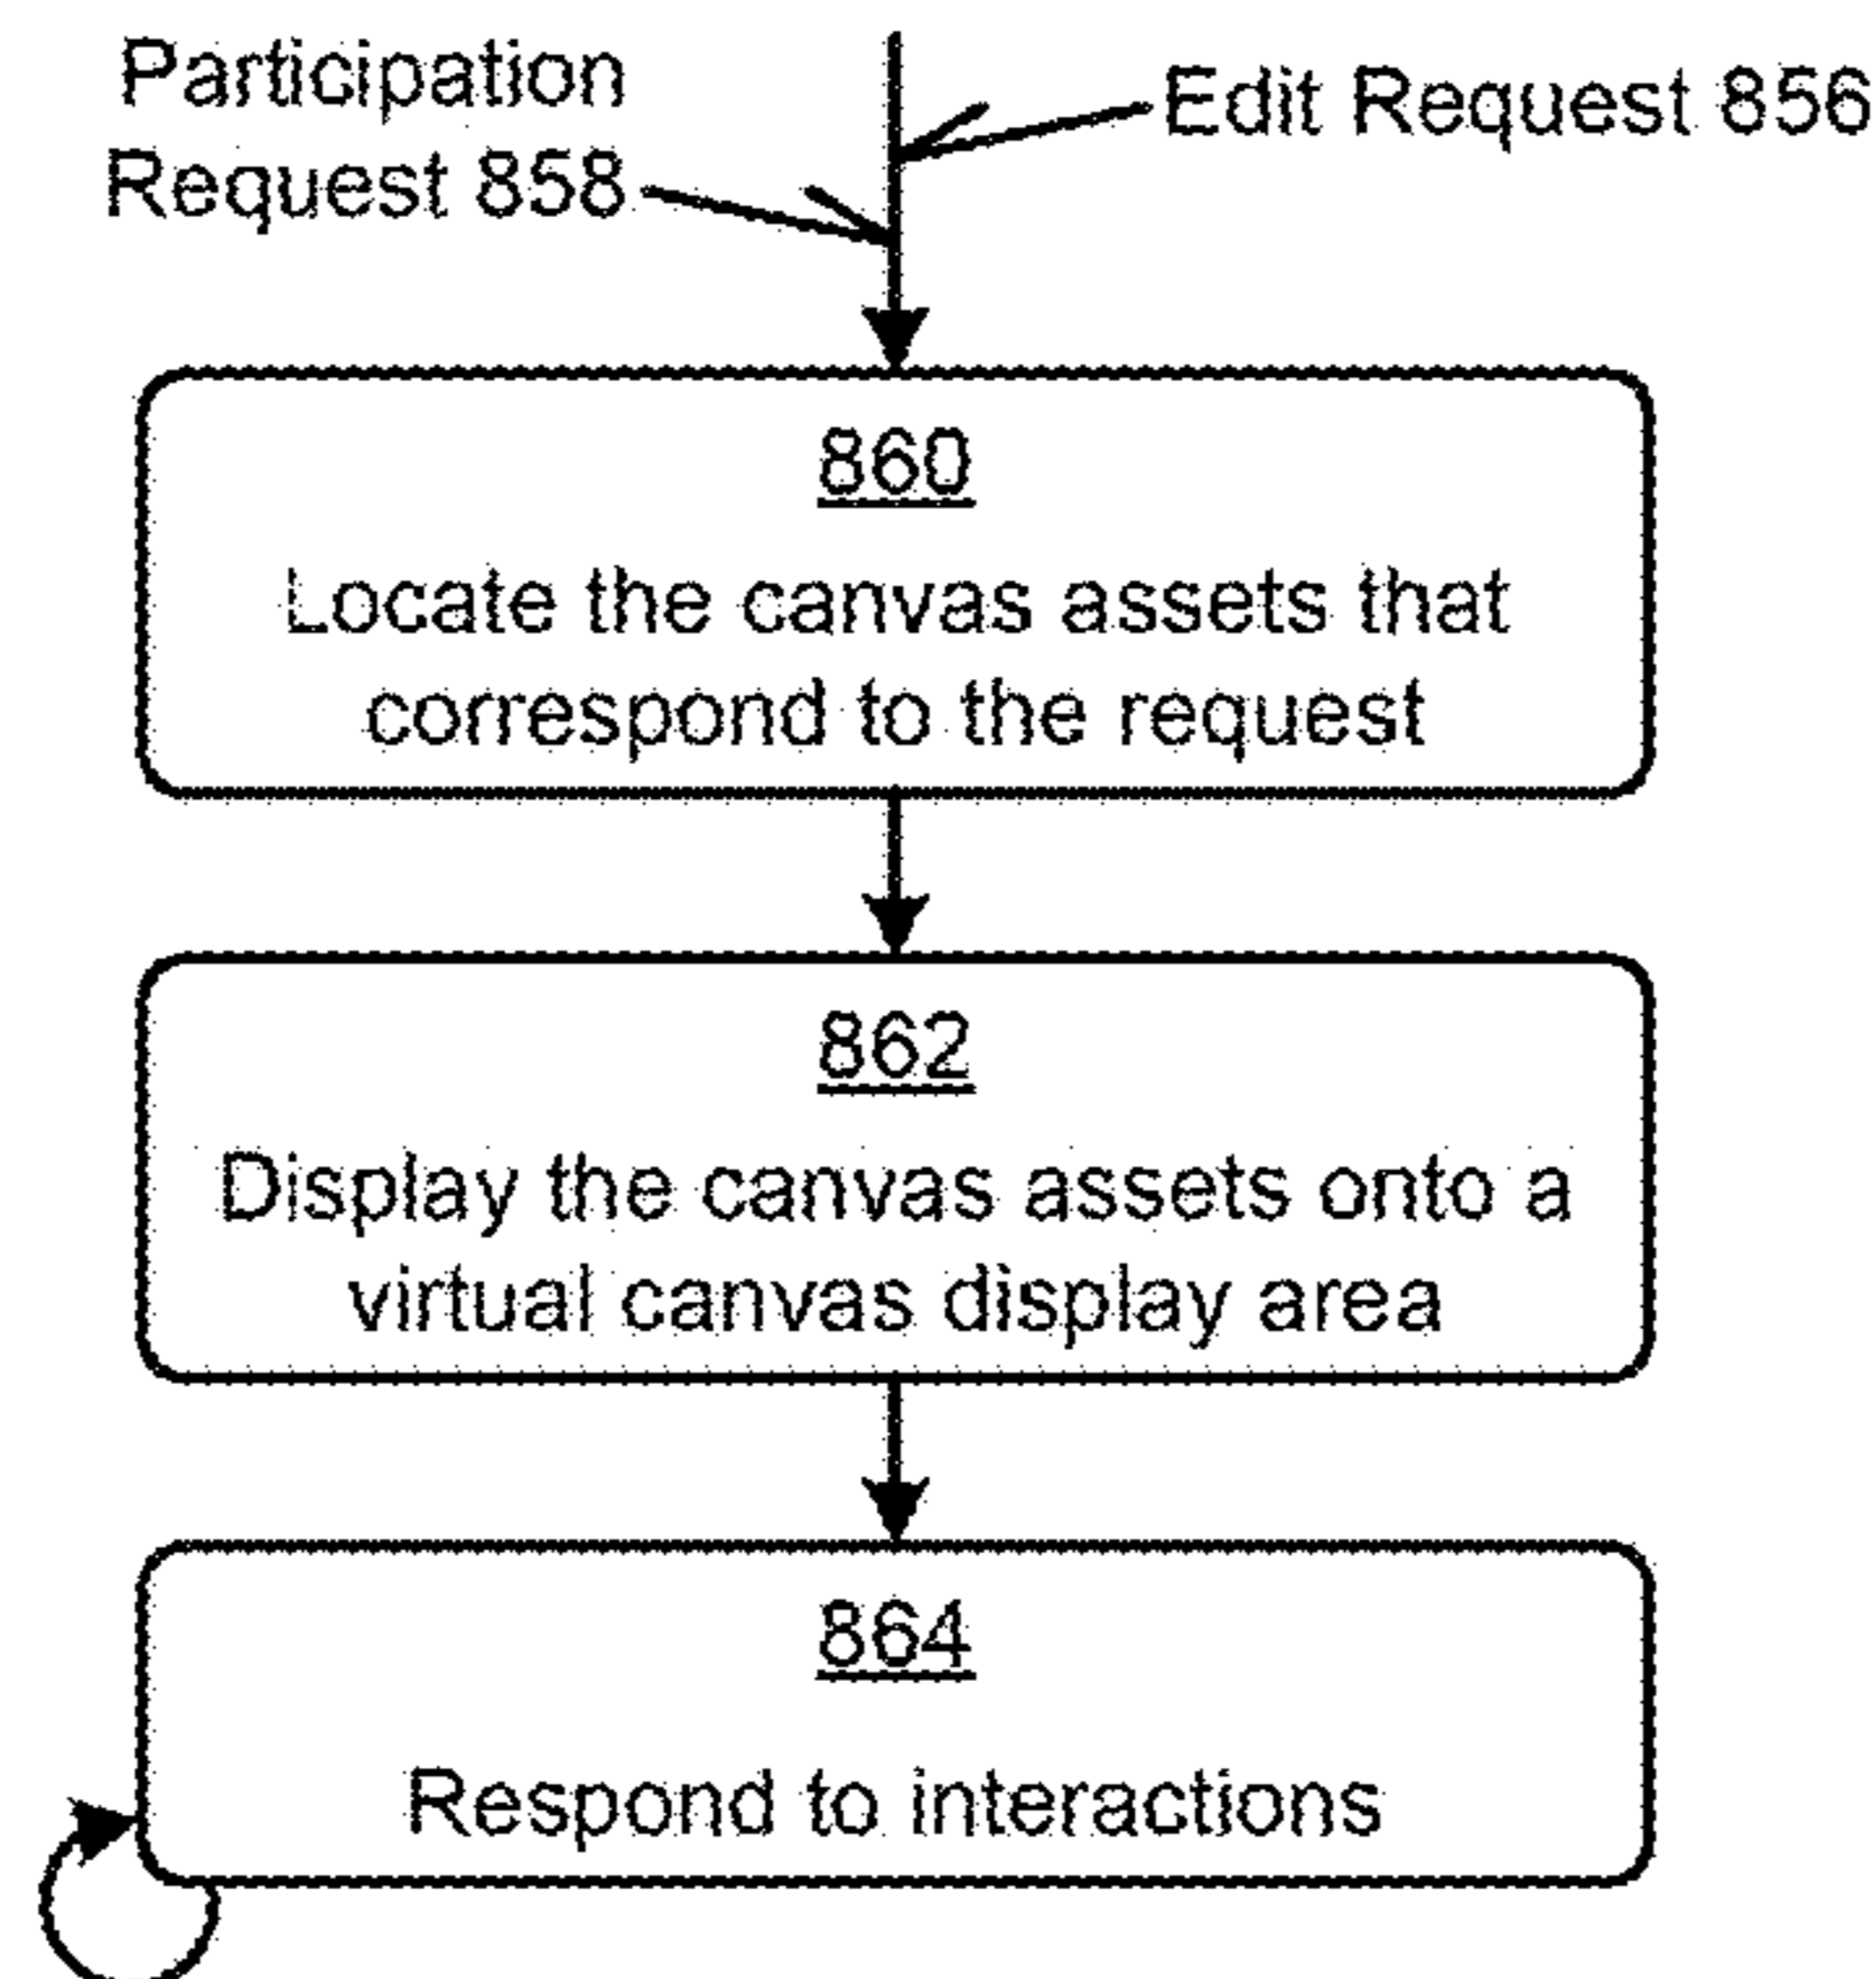 Participation
Request 858
Edit Request 856
860
Locate the canvas assets that
correspond to the request
862
Display the canvas assets onto a
virtual canvas display area
864
Respond to interactions